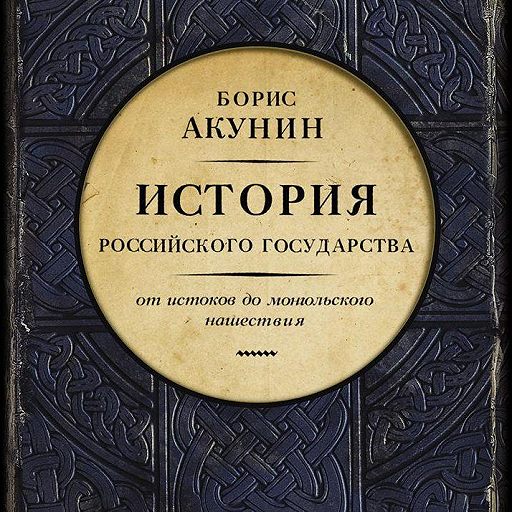 БОРИС
АКУНИН
ИСТОРИЯ
РОССИЙСКОГО ГОСУДАРСТВА
от истоков до монгольского
нашествия